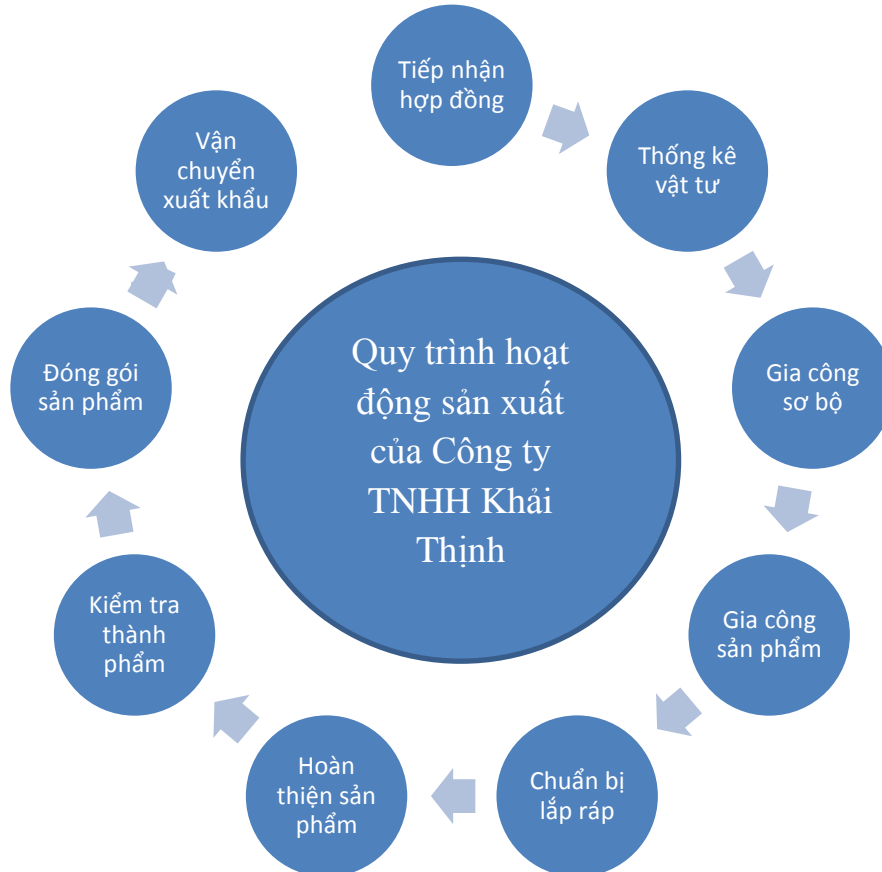 Tiếp nhận
hợp đồng
Thống kê
vật tư
Gia công
sơ bộ
Gia công
sản phẩm
Chuẩn bị
lắp ráp
Hoàn
thiện sản
phẩm
Kiểm tra
thành
phẩm
Đóng gói
sản phẩm
Vận
chuyển
xuất khẩu
Quy trình hoạt
động sản xuất
của Công ty
TNHH Khải
Thịnh